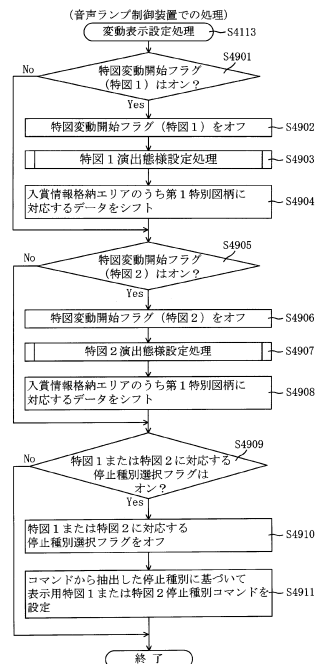 (音声ランプ制御装置での処理)
変動表示設定処理
S4113
S4901
No
特図変動開始フラグ
(特図1)はオン?
Yes
特図変動開始フラグ(特図1)をオフ
S4902
特図1演出態様設定処理
S4903
入賞情報格納エリアのうち第1特別図柄に
対応するデータをシフト
S4904
S4905
No
特図変動開始フラグ
(特図2)はオン?
Yes
特図変動開始フラグ(特図2)をオフ
S4906
特図2演出態様設定処理
S4907
入賞情報格納エリアのうち第1特別図柄に
対応するデータをシフト
S4908
S4909
No
特図1または特図2に対応する
停止種別選択フラグは
オン?
Yes
特図1または特図2に対応する
停止種別選択フラグをオフ
S4910
コマンドから抽出した停止種別に基づいて
表示用特図1または特図2停止種別コマンドを
設定
S4911
終了